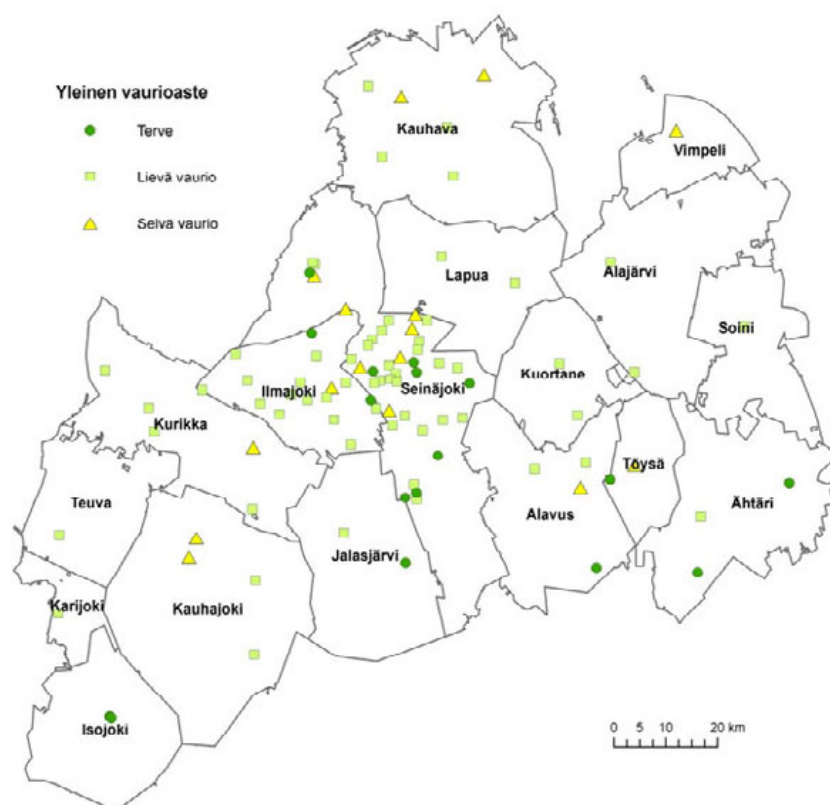 Yleinen vaurioaste
Terve
Lievä vaurio
Selvä vaurio
Kauhava
Vimpeli
Lapua
Alajärvi
Soini
Kuortane
Ilmajoki
Seinäjoki
Kurikka
Töysä
Teuva
Alavus
Ähtäri
Jalasjärvi
Karijoki
Kauhajoki
Isojoki
0 5 10 20 km